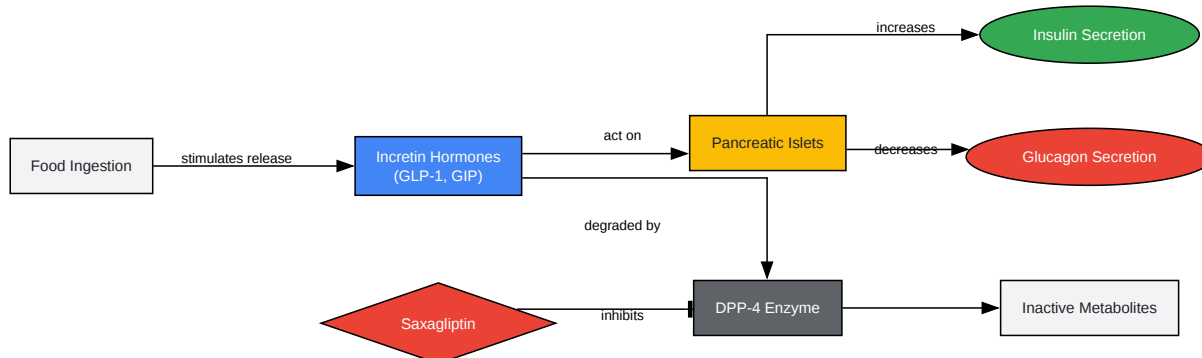 increases
Insulin Secretion
Food Ingestion
stimulates release
Incretin Hormones
(GLP-1, GIP)
act on
Pancreatic Islets
decreases
Glucagon Secretion
degraded by
Saxagliptin
inhibits
DPP-4 Enzyme
Inactive Metabolites